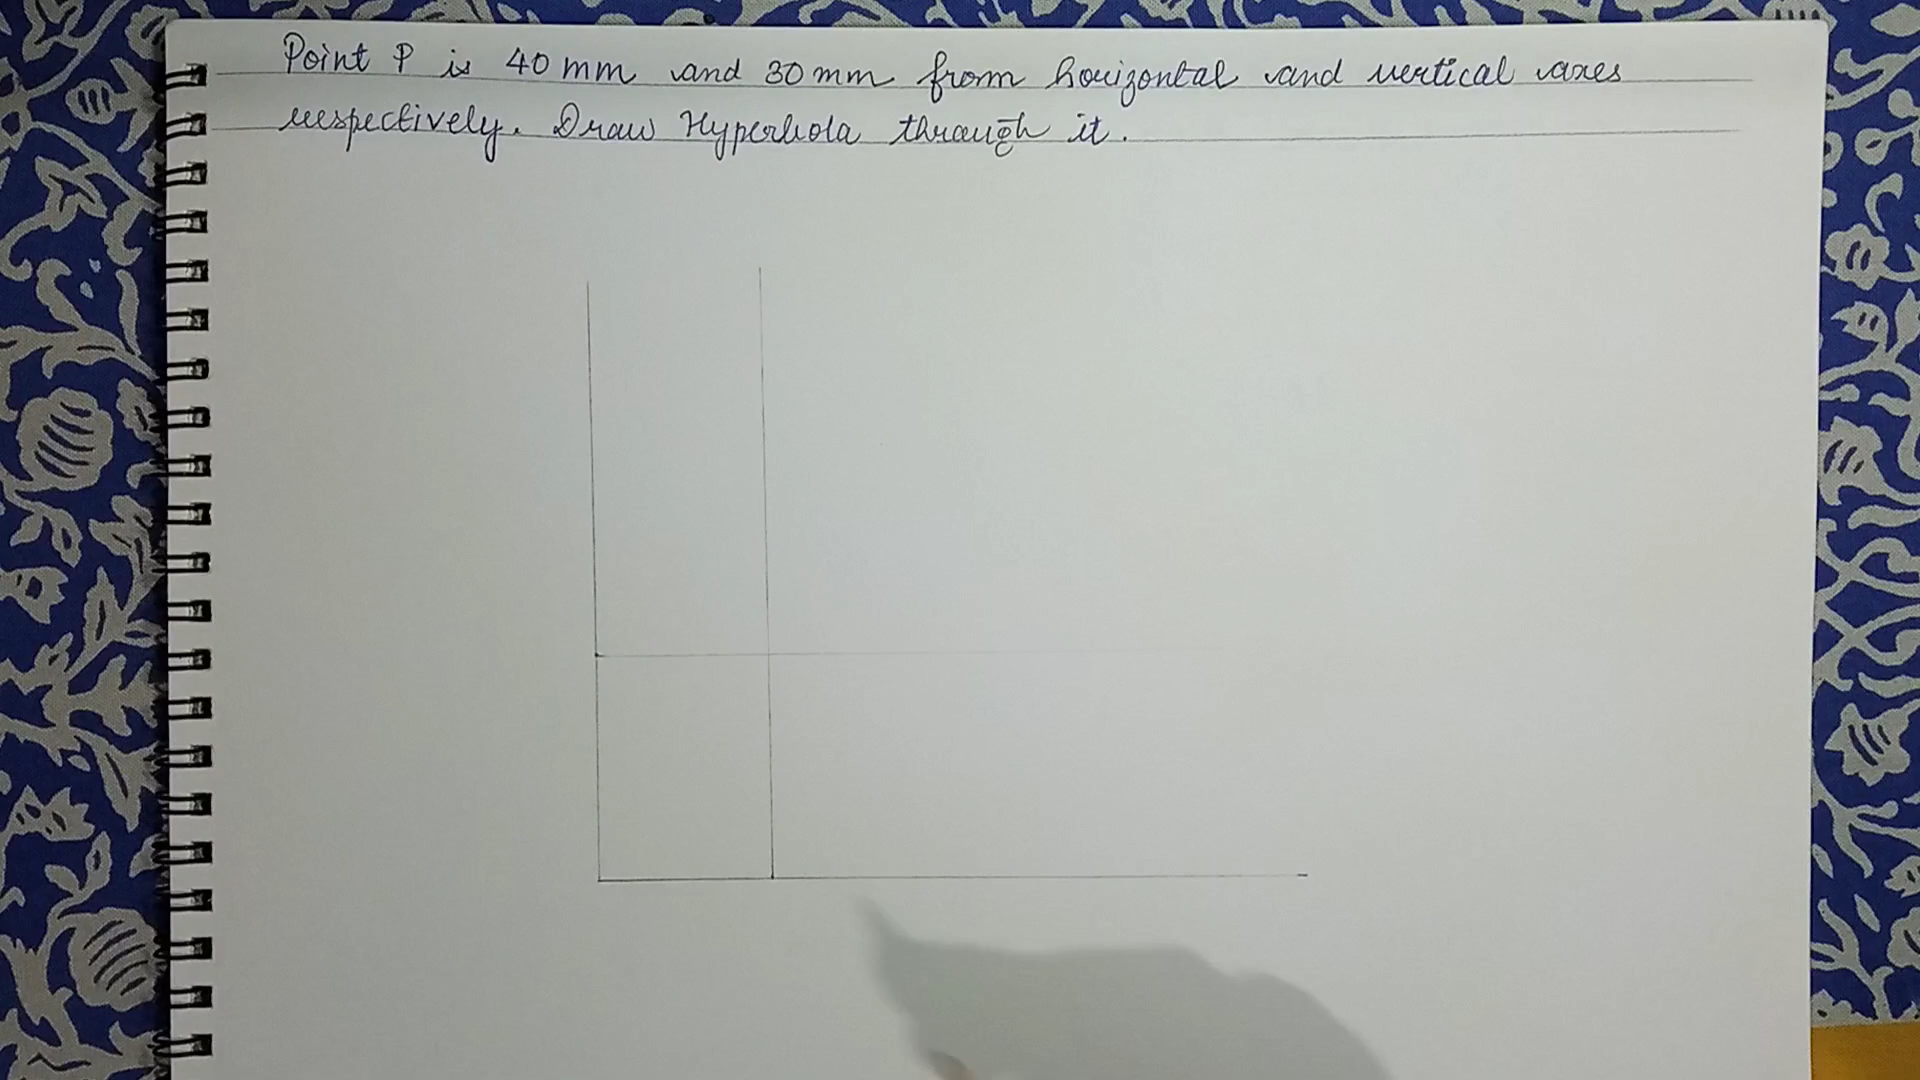 Point P is 40 mm and 30 mm from horizontal and vertical axes
respectively. Draw Hyperbola through it.